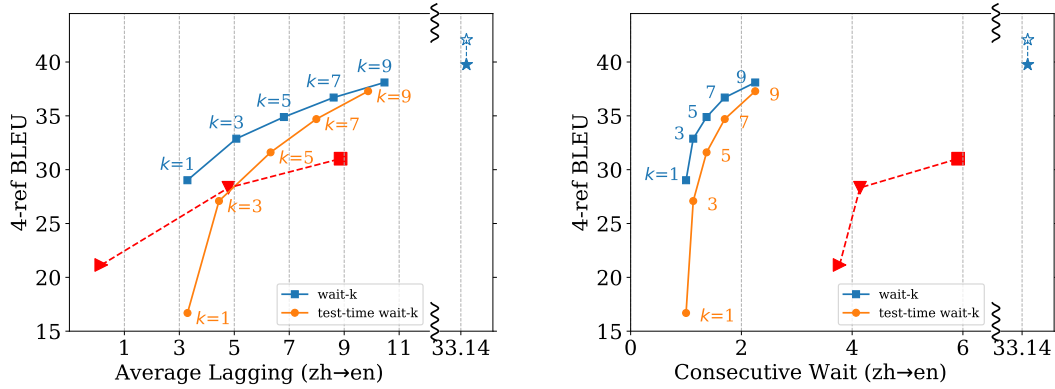 4-ref BLEU
40
35
30
25
20
15
k=1
k=3
k=5
k=7
k=9
k=1
k=3
k=5
k=7
k=9
wait-k
test-time wait-k
1 3 5 7 9 11 33.14
Average Lagging (zh→en)
4-ref BLEU
40
35
30
25
20
15
k=1
3
5
7
9
k=1
3
5
7
9
wait-k
test-time wait-k
0 2 4 6 33.14
Consecutive Wait (zh→en)